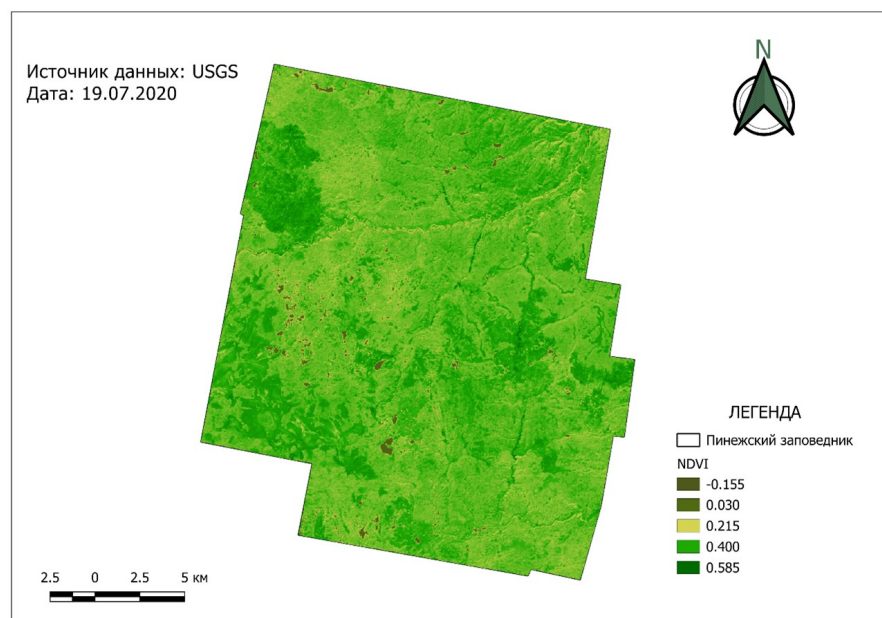 Источник данных: USGS
Дата: 19.07.2020
N
ЛЕГЕНДА
Пинежский заповедник
NDVI
-0.155
0.030
0.215
0.400
0.585
2.5 0 2.5 5 км